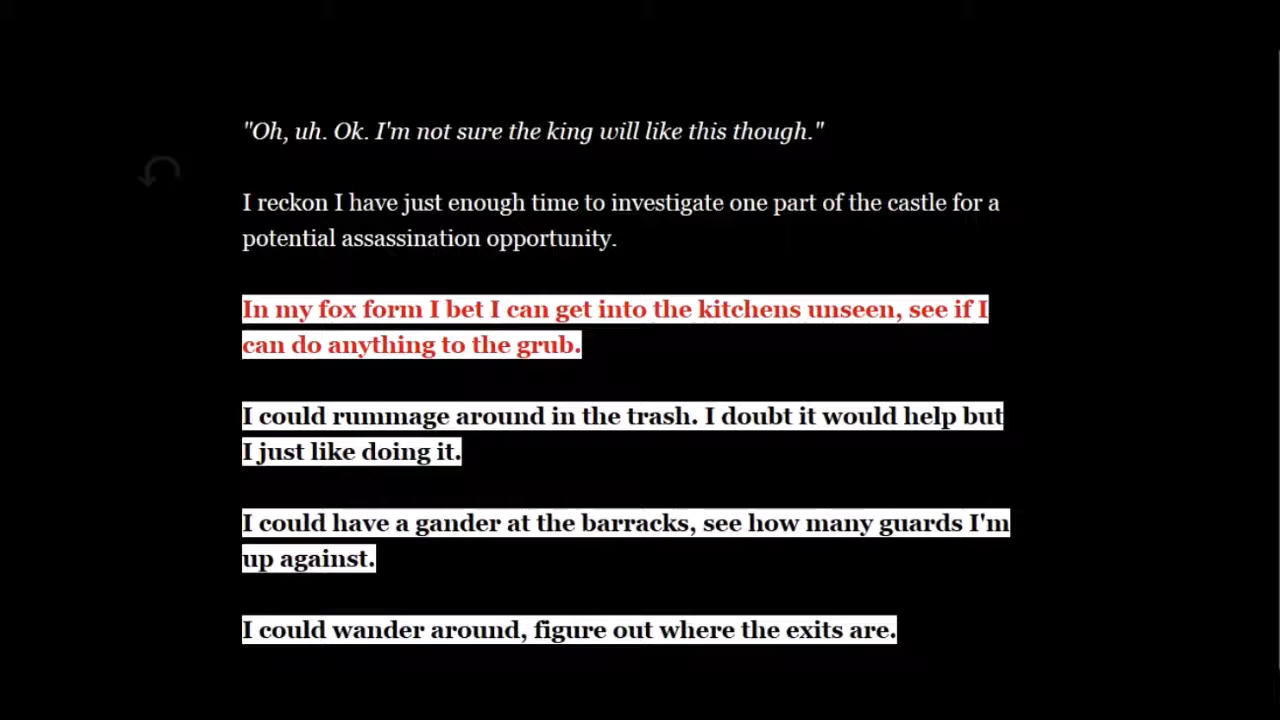 "Oh, uh. Ok. I'm not sure the king will like this though."
I reckon I have just enough time to investigate one part of the castle for a
potential assassination opportunity.
In my fox form I bet I can get into the kitchens unseen, see if I
can do anything to the grub.
I could rummage around in the trash. I doubt it would help but
I just like doing it.
I could have a gander at the barracks, see how many guards I'm
up against.
I could wander around, figure out where the exits are.